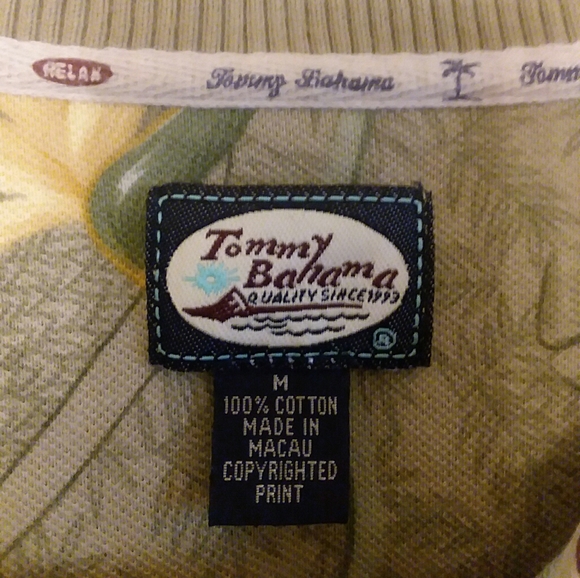 RELAX Tommy Bahama Tomm
Tommy
Bahama
QUALITY SINCE 1993
®
M
100% COTTON
MADE IN
MACAU
COPYRIGHTED
PRINT